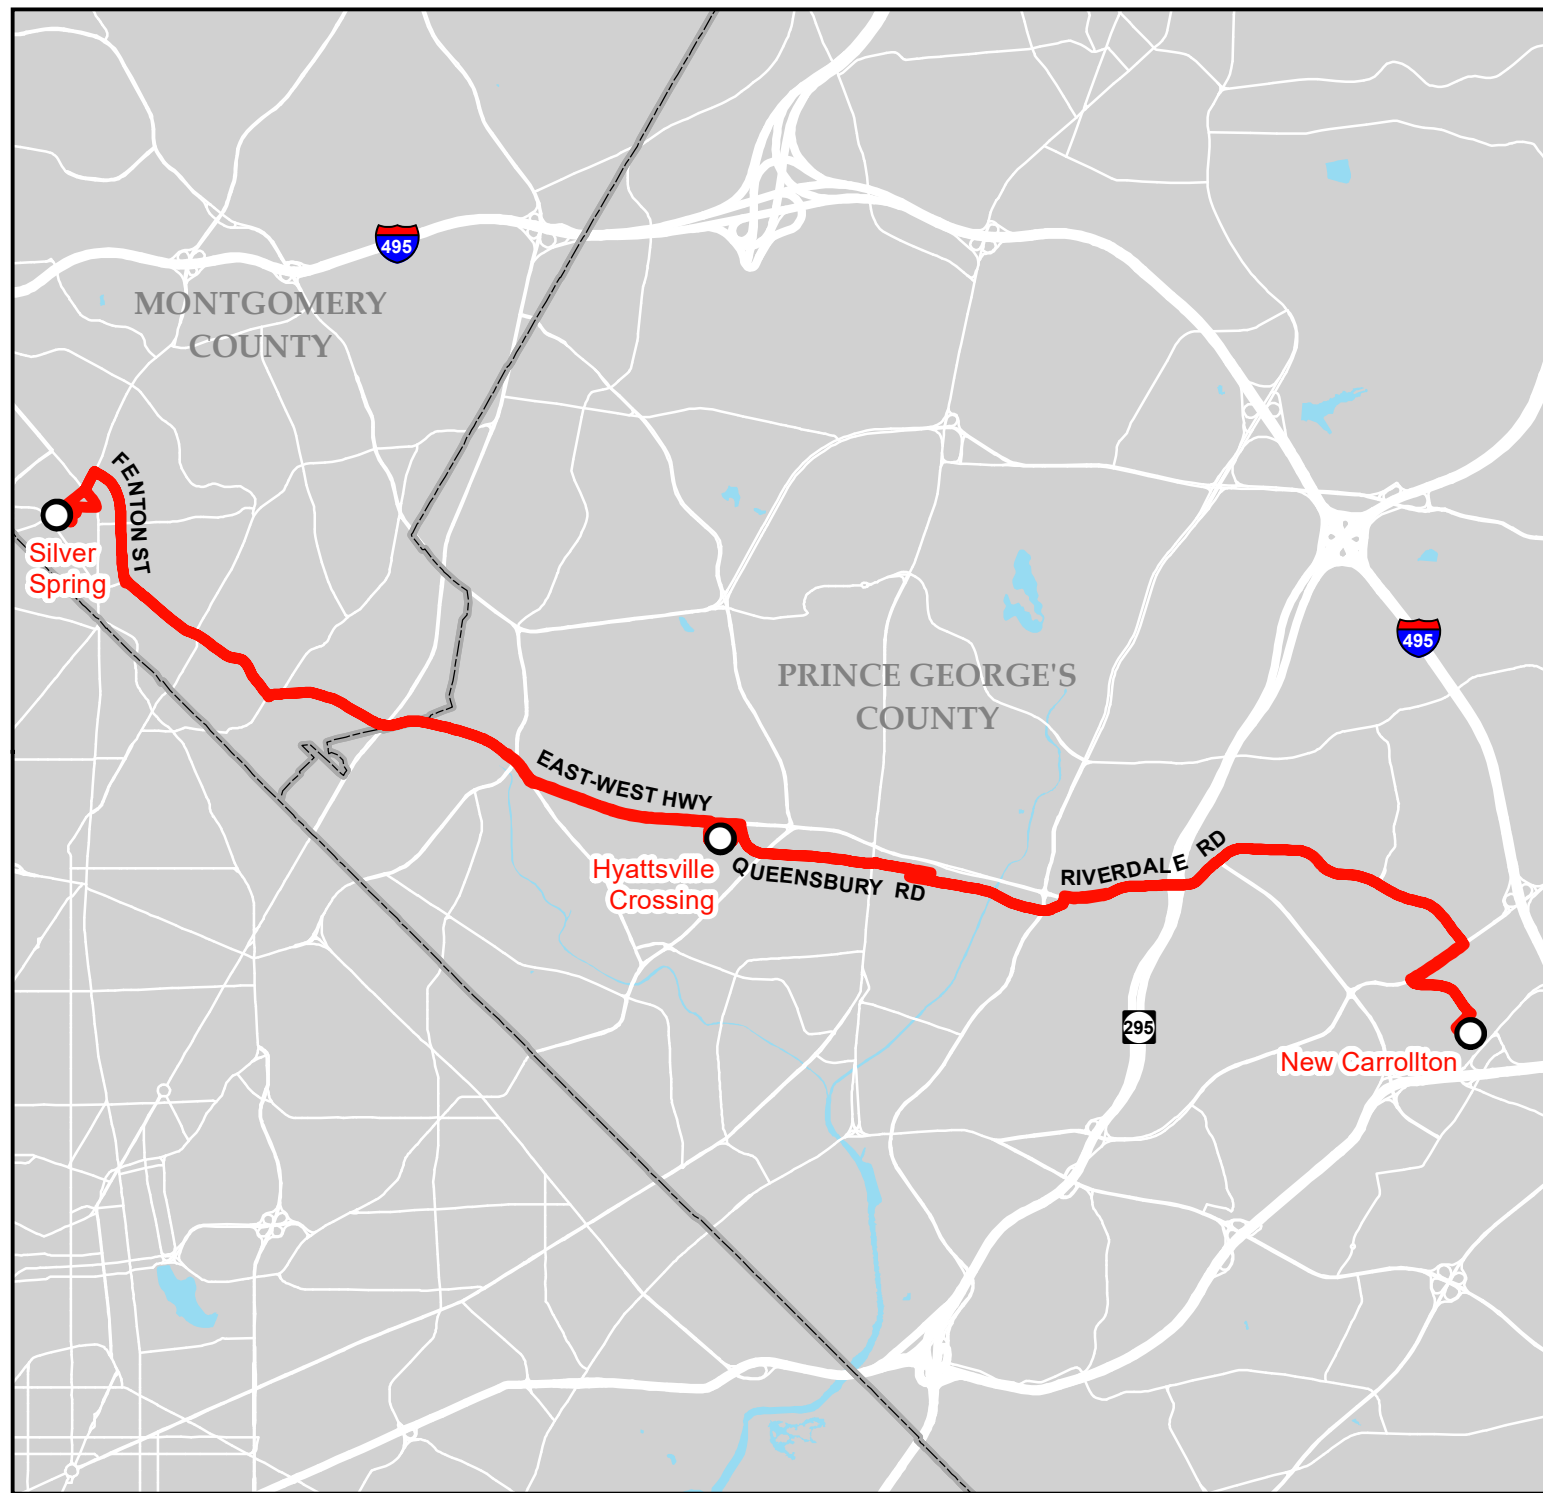 495
MONTGOMERY
COUNTY
FENTON ST
Silver
Spring
495
PRINCE GEORGE'S
COUNTY
EAST-WEST HWY
Hyattsville
Crossing
QUEENSBURY RD
RIVERDALE RD
295
New Carrollton